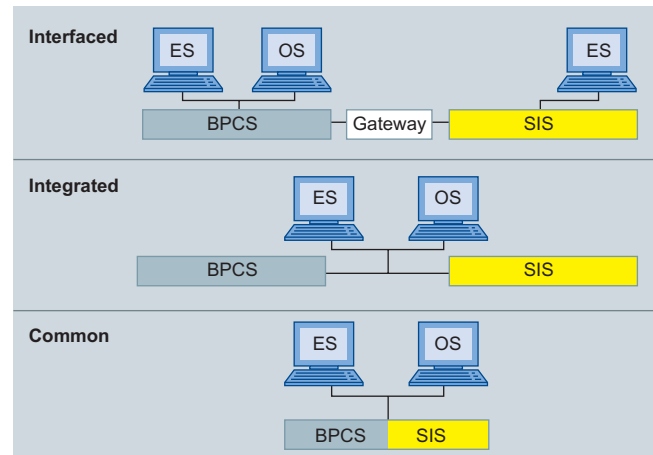 Interfaced
ES OS ES
BPCS Gateway SIS
Integrated
ES OS
BPCS SIS
Common
ES OS
BPCS SIS